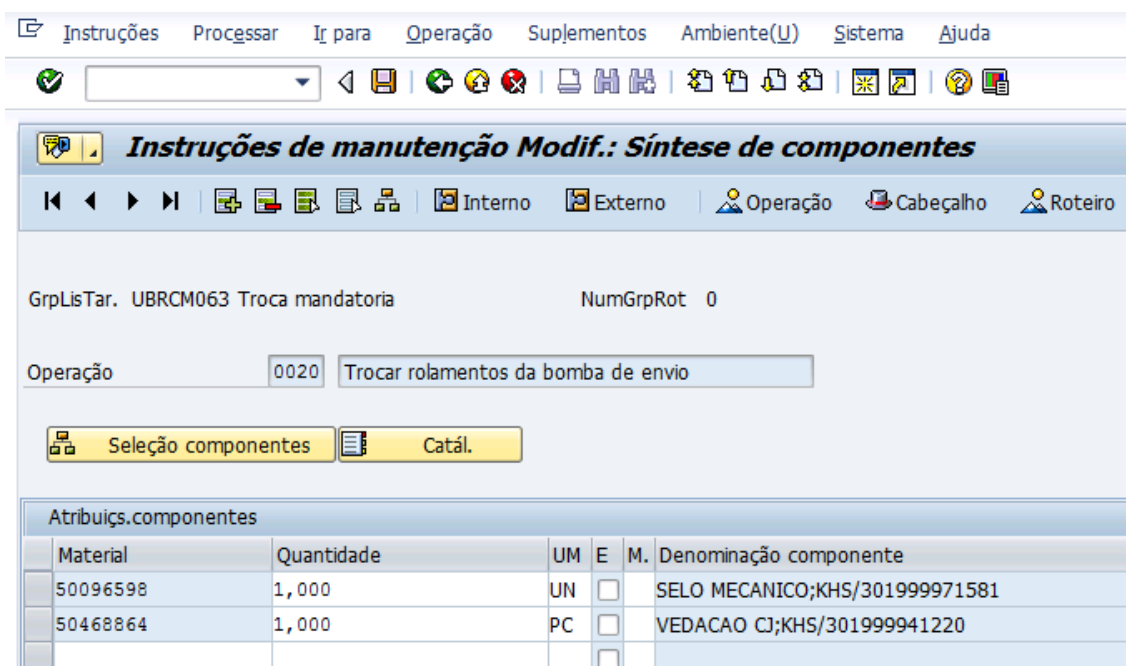 Instruções Processar Ir para Operação Suplementos Ambiente(U) Sistema Ajuda
Instruções de manutenção Modif.: Síntese de componentes
Interno Externo Operação Cabeçalho Roteiro
GrpLisTar. UBRCM063 Troca mandatoria NumGrpRot 0
Operação 0020 Trocar rolamentos da bomba de envio
Seleção componentes Catál.
Atribuiçs.componentes
Material Quantidade UM E M. Denominação componente
50096598 1,000 UN SELO MECANICO;KHS/301999971581
50468864 1,000 PC VEDACAO CJ;KHS/301999941220